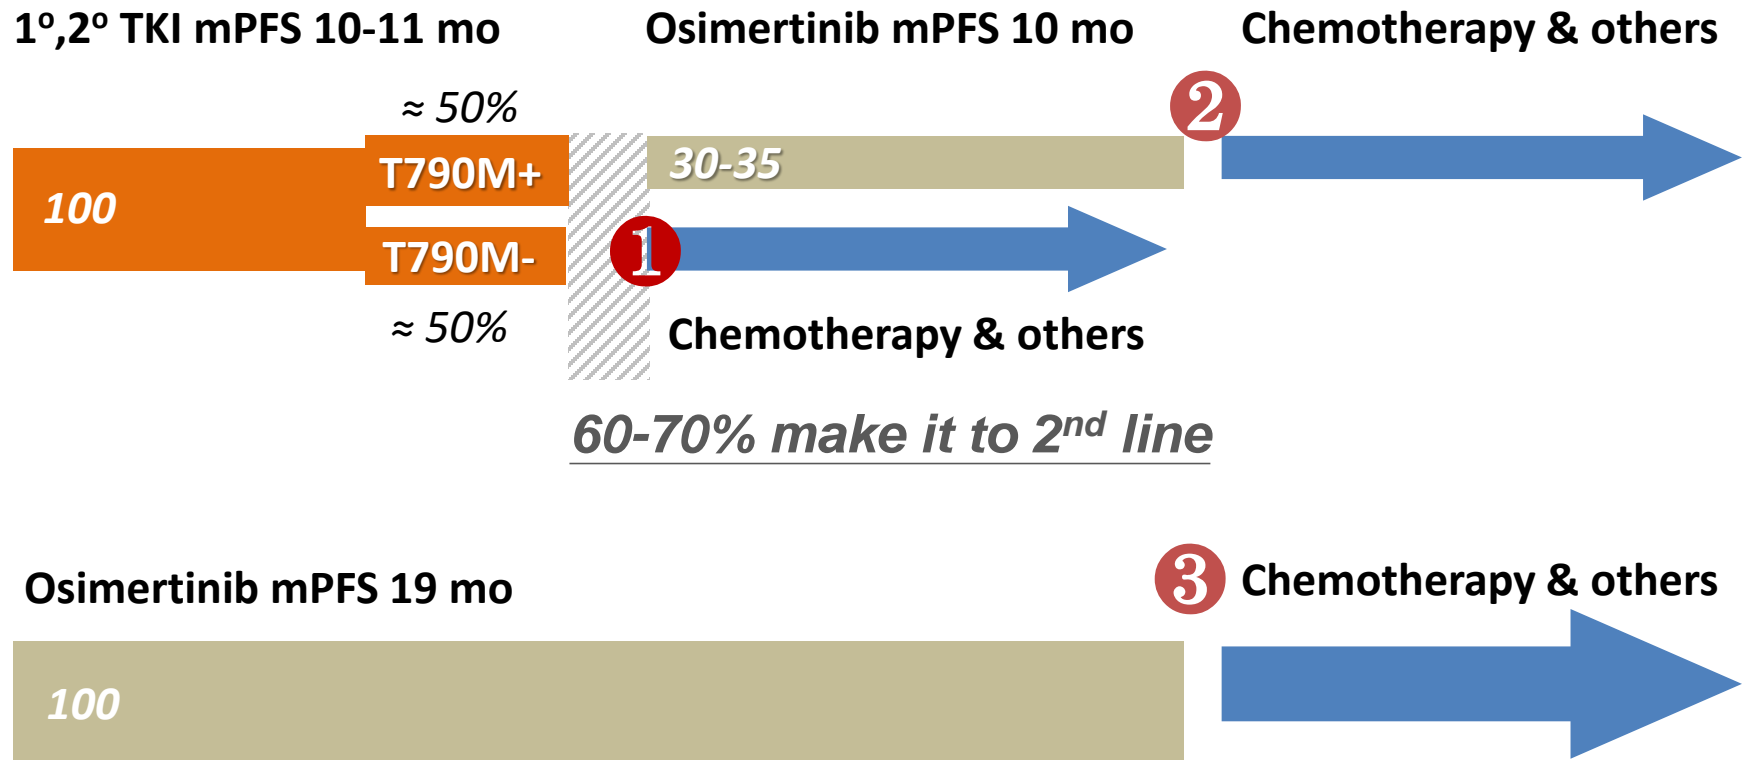 1º,2º TKI mPFS 10-11 mo
Osimertinib mPFS 10 mo
Chemotherapy & others
≈ 50%
2
T790M+
30-35
100
1
T790M-
≈ 50%
Chemotherapy & others
60-70% make it to 2nd line
Osimertinib mPFS 19 mo
3
Chemotherapy & others
100